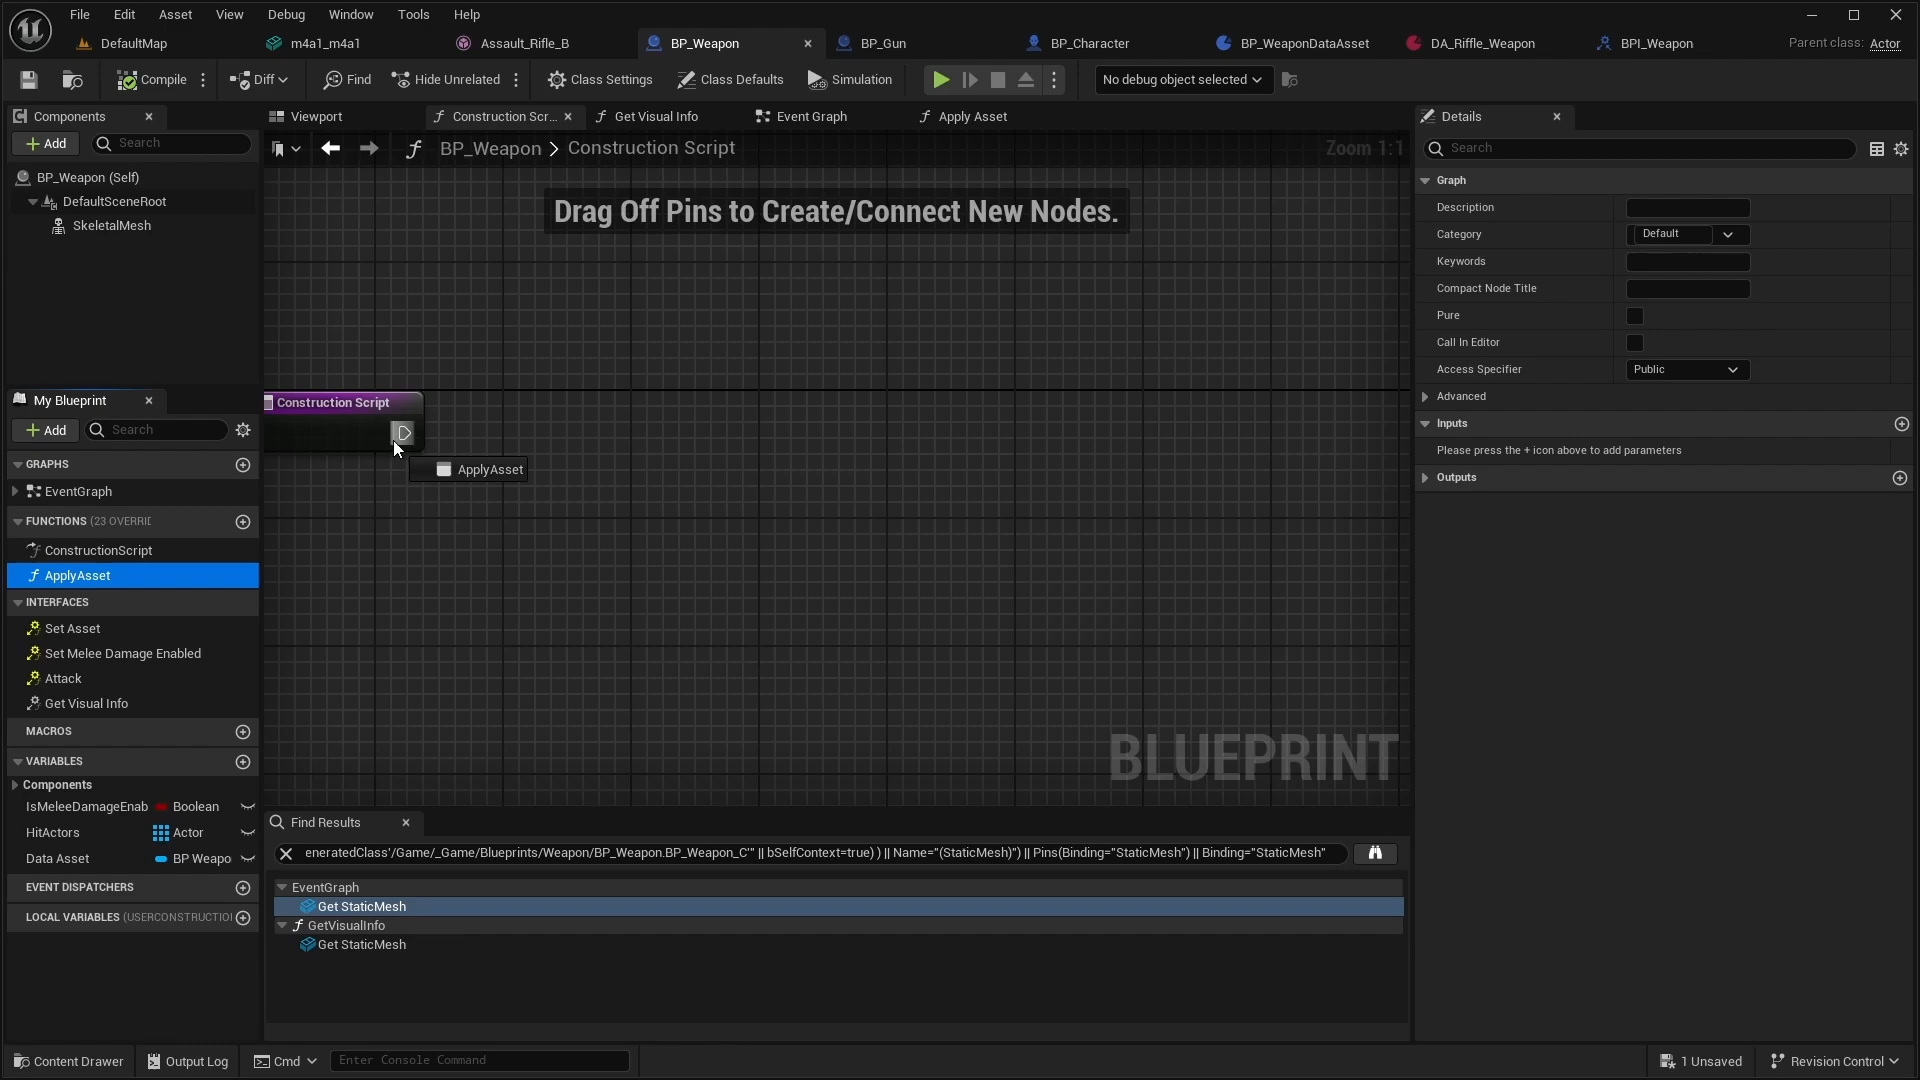 File Edit Asset View Debug Window Tools Help
DefaultMap m4a1_m4a1 Assault_Rifle_B BP_Weapon BP_Gun BP_Character BP_WeaponDataAsset DA_Riffle_Weapon BPI_Weapon Parent class: Actor
Compile Diff Find Hide Unrelated Class Settings Class Defaults Simulation No debug object selected
Components
Add Search
BP_Weapon (Self)
DefaultSceneRoot
SkeletalMesh
My Blueprint
Add Search
GRAPHS
EventGraph
FUNCTIONS (23 OVERRIC
ConstructionScript
ApplyAsset
INTERFACES
Set Asset
Set Melee Damage Enabled
Attack
Get Visual Info
MACROS
VARIABLES
Components
IsMeleeDamageEnab Boolean
HitActors Actor
Data Asset BP Weapo
EVENT DISPATCHERS
LOCAL VARIABLES (USERCONSTRUCTIO
Viewport Construction Scr... Get Visual Info Event Graph Apply Asset
BP_Weapon > Construction Script Zoom 1:1
Drag Off Pins to Create/Connect New Nodes.
Construction Script
ApplyAsset
BLUEPRINT
Find Results
eneratedClass'/Game/_Game/Blueprints/Weapon/BP_Weapon.BP_Weapon_C'" || bSelfContext=true) ) || Name="(StaticMesh)") || Pins(Binding="StaticMesh") || Binding="StaticMesh"
EventGraph
Get StaticMesh
GetVisualInfo
Get StaticMesh
Details
Search
Graph
Description
Category Default
Keywords
Compact Node Title
Pure
Call In Editor
Access Specifier Public
Advanced
Inputs
Please press the + icon above to add parameters
Outputs
Content Drawer Output Log Cmd Enter Console Command 1 Unsaved Revision Control